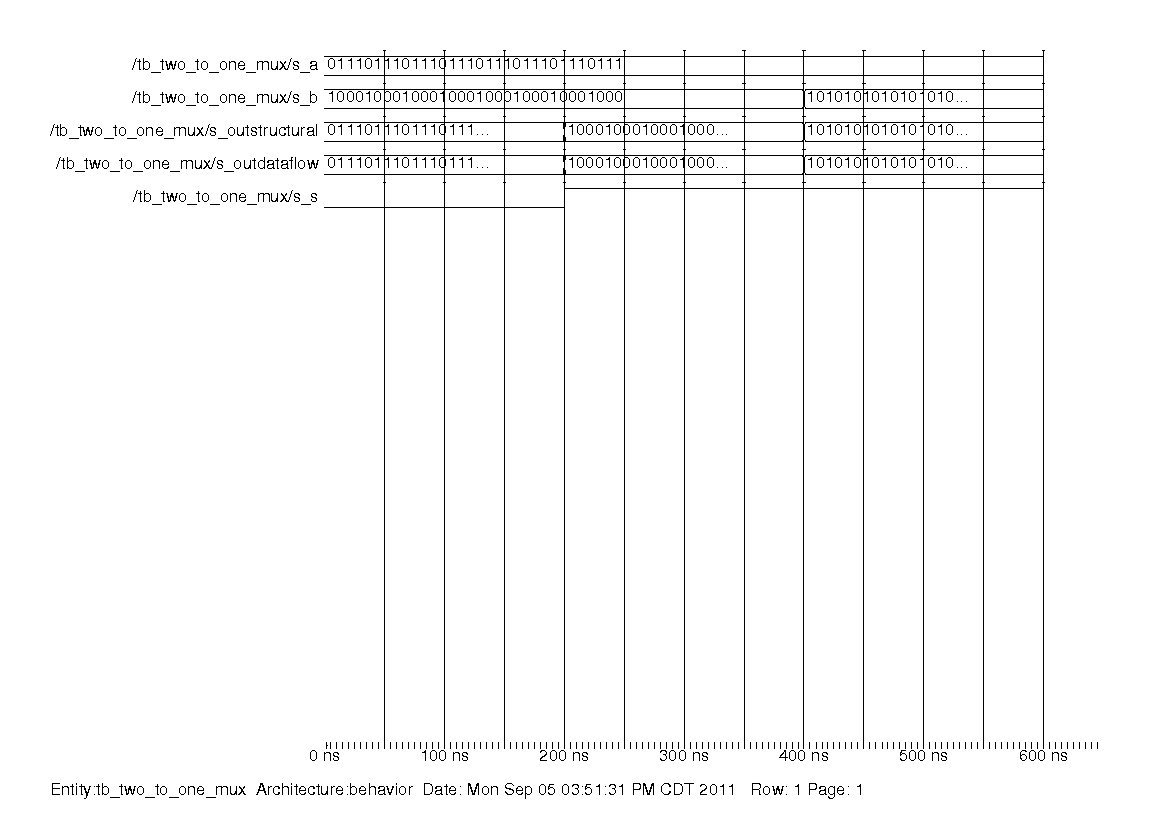 /tb_two_to_one_mux/s_a 01110111011101110111011101110111
/tb_two_to_one_mux/s_b 10001000100010001000100010001000 1010101010101010...
/tb_two_to_one_mux/s_outstructural 0111011101110111... 1000100010001000... 1010101010101010...
/tb_two_to_one_mux/s_outdataflow 0111011101110111... 1000100010001000... 1010101010101010...
/tb_two_to_one_mux/s_s
0 ns 100 ns 200 ns 300 ns 400 ns 500 ns 600 ns
Entity:tb_two_to_one_mux Architecture:behavior Date: Mon Sep 05 03:51:31 PM CDT 2011 Row: 1 Page: 1